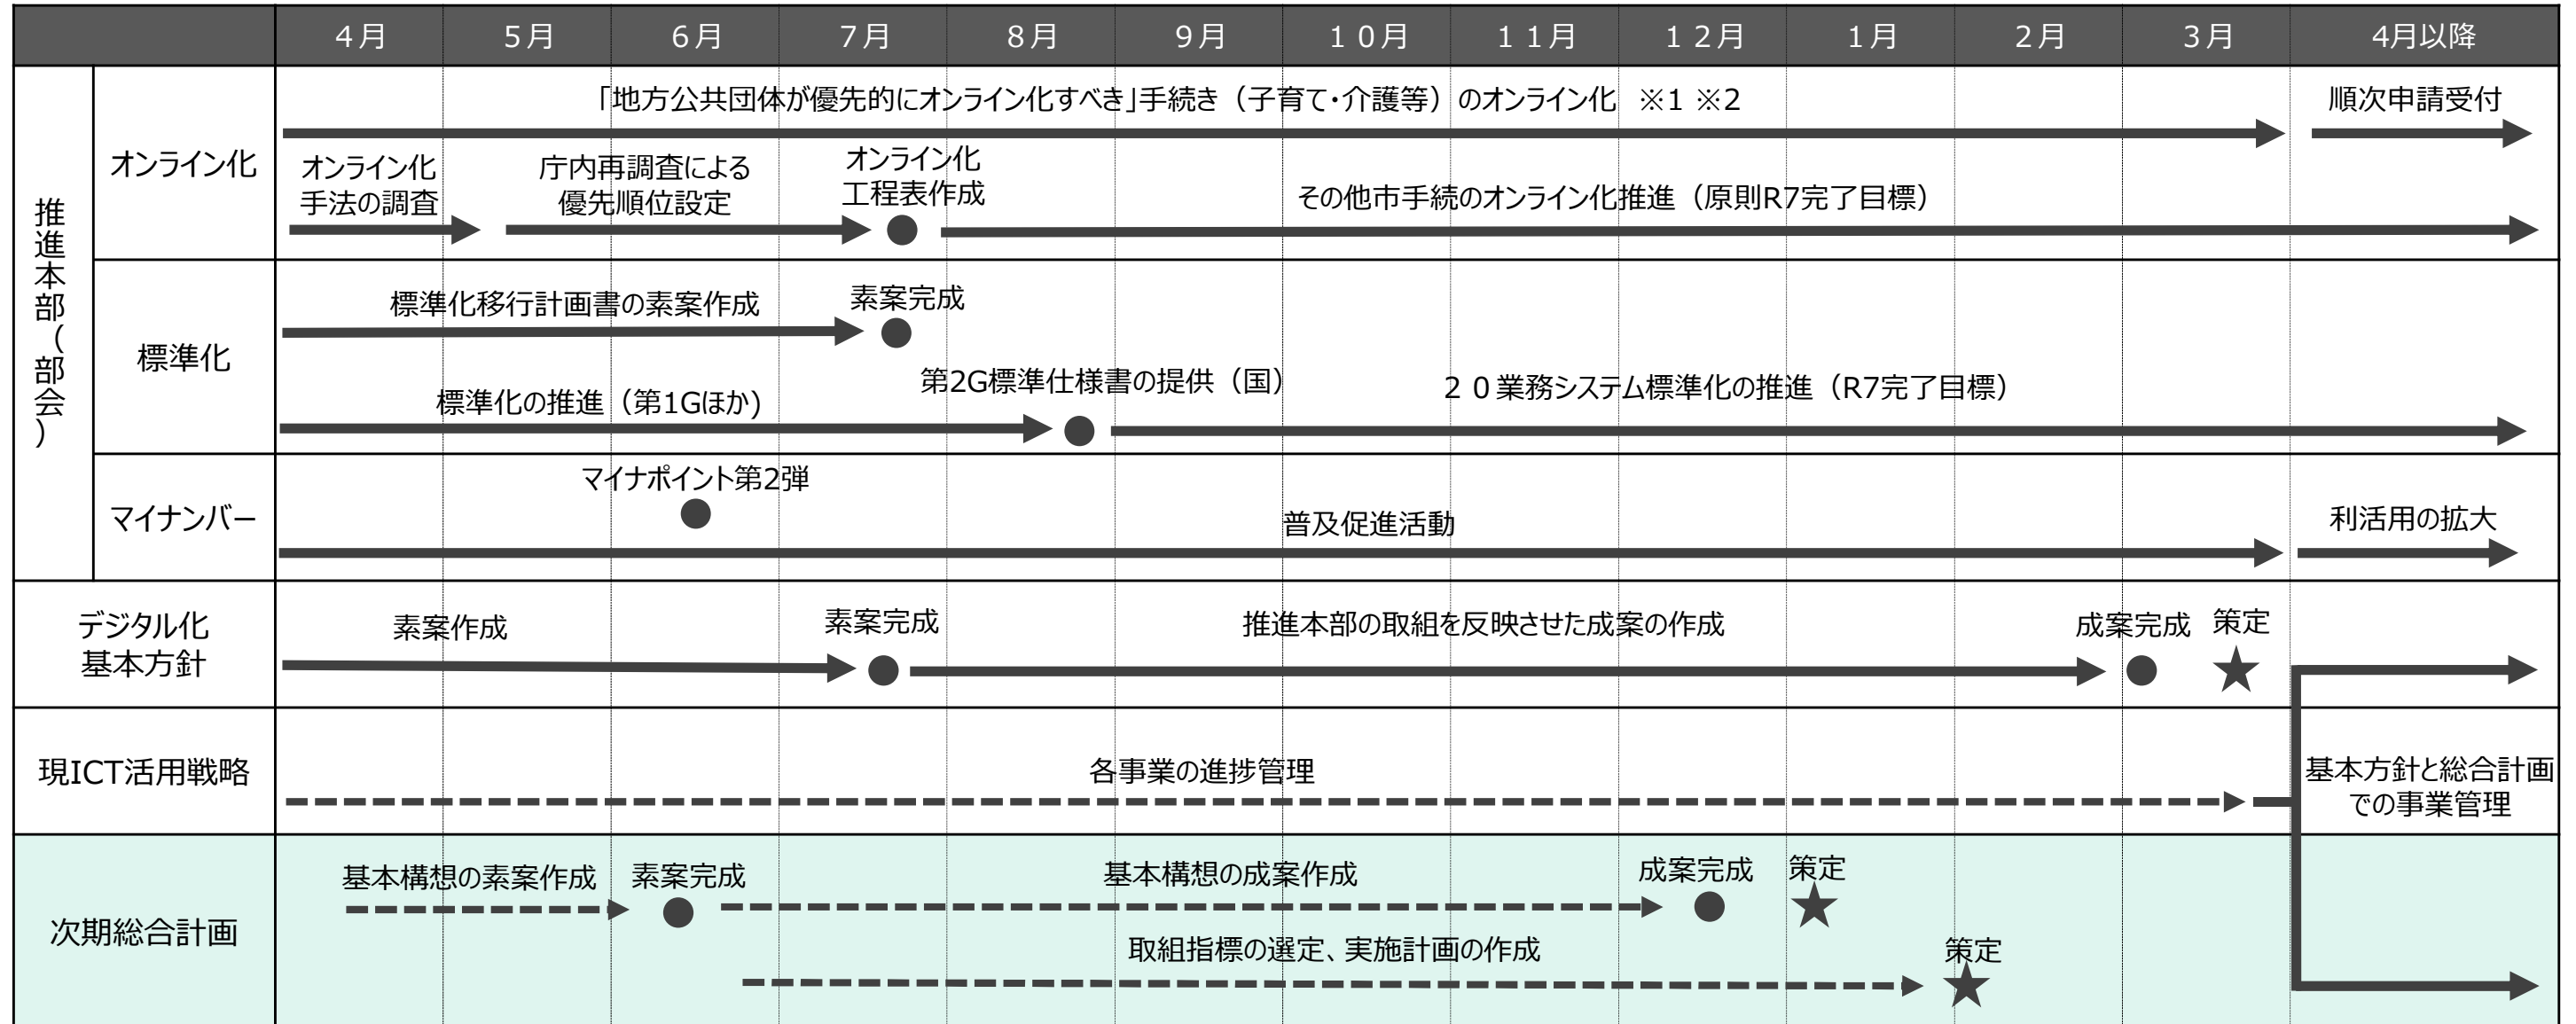 4月 5月 6月 7月 8月 9月 10月 11月 12月 1月 2月 3月 4月以降
推進本部（部会）
オンライン化
「地方公共団体が優先的にオンライン化すべき」手続き（子育て・介護等）のオンライン化 ※1 ※2
順次申請受付
オンライン化
手法の調査
庁内再調査による
優先順位設定
オンライン化
工程表作成
その他市手続のオンライン化推進（原則R7完了目標）
標準化
標準化移行計画書の素案作成
素案完成
標準化の推進（第1Gほか)
第2G標準仕様書の提供（国）
20業務システム標準化の推進（R7完了目標）
マイナンバー
マイナポイント第2弾
普及促進活動
利活用の拡大
デジタル化
基本方針
素案作成
素案完成
推進本部の取組を反映させた成案の作成
成案完成
策定
現ICT活用戦略
各事業の進捗管理
基本方針と総合計画
での事業管理
次期総合計画
基本構想の素案作成
素案完成
基本構想の成案作成
成案完成
策定
取組指標の選定、実施計画の作成
策定